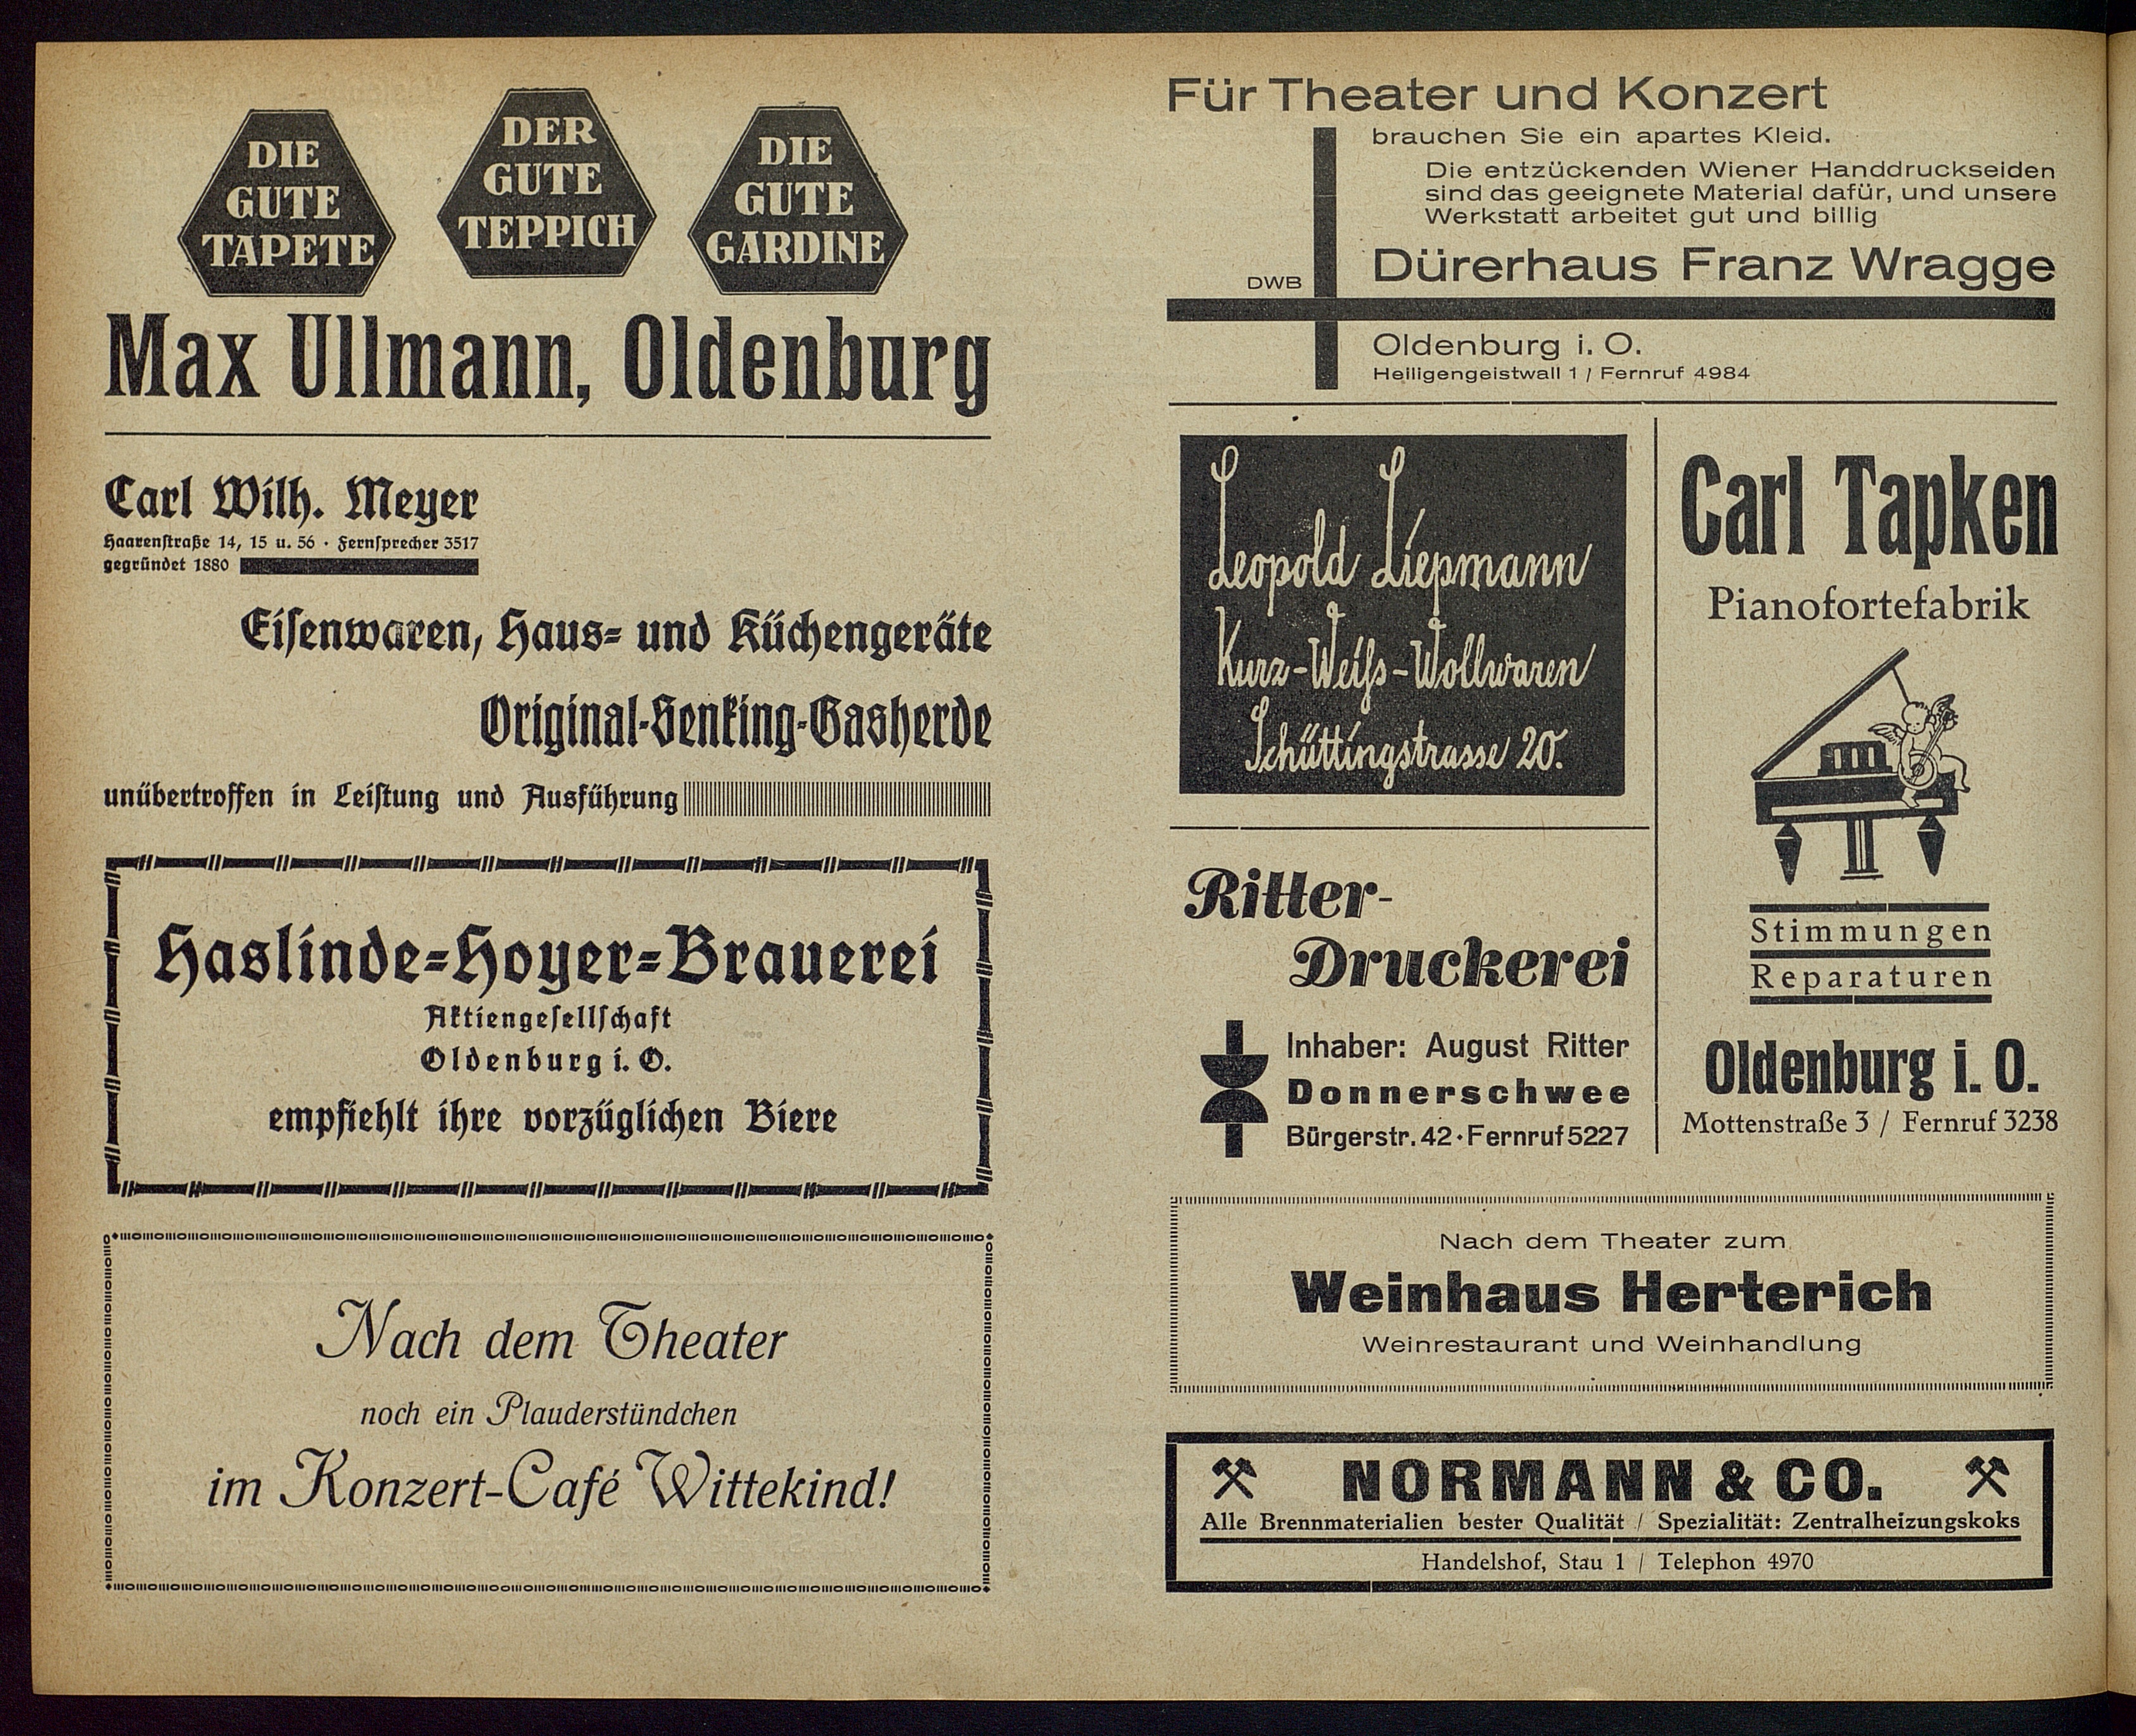 DIE
GUTE
TAPETE
DER
GUTE
TEPPICH
DIE
GUTE
GARDINE
Max Ullmann, Oldenburg
Carl Wilh. Meyer
Haarenstraße 14, 15 u. 56 · Fernsprecher 3517
gegründet 1880
Eisenwaren, Haus- und Küchengeräte
Original-Senking-Gasherde
unübertroffen in Leistung und Ausführung
Haslinde-Hoyer-Brauerei
Aktiengesellschaft
Oldenburg i. O.
empfiehlt ihre vorzüglichen Biere
Nach dem Theater
noch ein Plauderstündchen
im Konzert-Café Wittekind!
Für Theater und Konzert
brauchen Sie ein apartes Kleid.
Die entzückenden Wiener Handdruckseiden
sind das geeignete Material dafür, und unsere
Werkstatt arbeitet gut und billig
DWB
Dürerhaus Franz Wragge
Oldenburg i. O.
Heiligengeistwall 1 / Fernruf 4984
Leopold Liepmann
Kurz-Weiß-Wollwaren
Schüttingstrasse 20.
Carl Tapken
Pianofortefabrik
Stimmungen
Reparaturen
Oldenburg i. O.
Mottenstraße 3 / Fernruf 3238
Ritter-
Druckerei
Inhaber: August Ritter
Donnerschwee
Bürgerstr. 42 · Fernruf 5227
Nach dem Theater zum
Weinhaus Herterich
Weinrestaurant und Weinhandlung
NORMANN & CO.
Alle Brennmaterialien bester Qualität / Spezialität: Zentralheizungskoks
Handelshof, Stau 1 / Telephon 4970